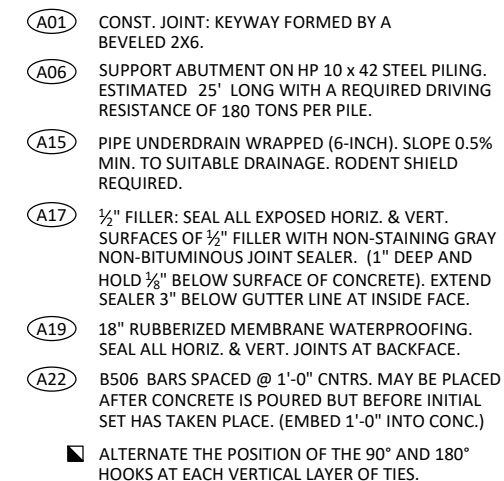 A01 CONST. JOINT: KEYWAY FORMED BY A
BEVELED 2X6.
A06 SUPPORT ABUTMENT ON HP 10 x 42 STEEL PILING.
ESTIMATED 25' LONG WITH A REQUIRED DRIVING
RESISTANCE OF 180 TONS PER PILE.
A15 PIPE UNDERDRAIN WRAPPED (6-INCH). SLOPE 0.5%
MIN. TO SUITABLE DRAINAGE. RODENT SHIELD
REQUIRED.
A17 ½" FILLER: SEAL ALL EXPOSED HORIZ. & VERT.
SURFACES OF ½" FILLER WITH NON-STAINING GRAY
NON-BITUMINOUS JOINT SEALER. (1" DEEP AND
HOLD ⅛" BELOW SURFACE OF CONCRETE). EXTEND
SEALER 3" BELOW GUTTER LINE AT INSIDE FACE.
A19 18" RUBBERIZED MEMBRANE WATERPROOFING.
SEAL ALL HORIZ. & VERT. JOINTS AT BACKFACE.
A22 B506 BARS SPACED @ 1'-0" CNTRS. MAY BE PLACED
AFTER CONCRETE IS POURED BUT BEFORE INITIAL
SET HAS TAKEN PLACE. (EMBED 1'-0" INTO CONC.)
ALTERNATE THE POSITION OF THE 90° AND 180°
HOOKS AT EACH VERTICAL LAYER OF TIES.